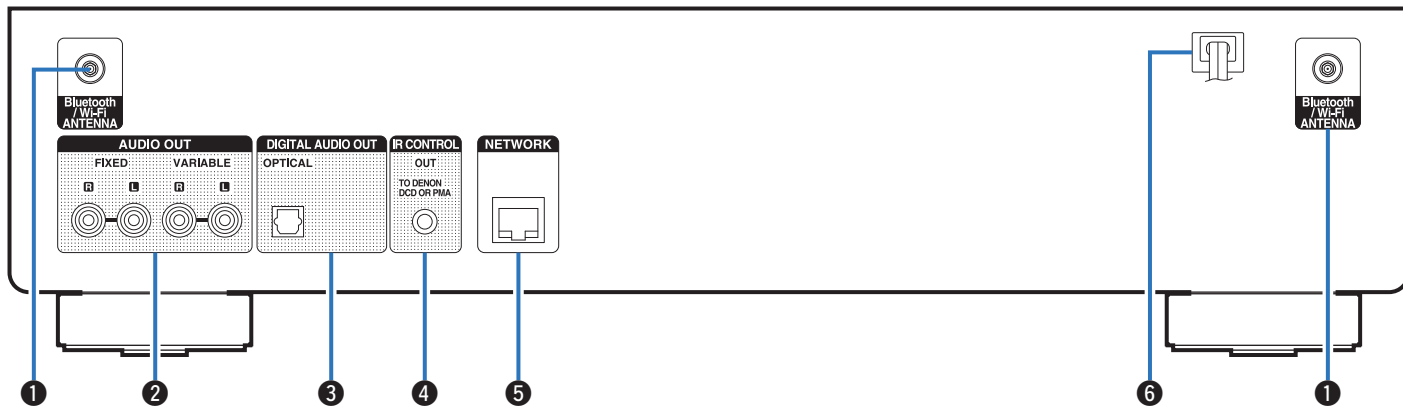 Bluetooth
/ Wi-Fi
ANTENNA
Bluetooth
/ Wi-Fi
ANTENNA
AUDIO OUT
FIXED VARIABLE
R L R L
DIGITAL AUDIO OUT
OPTICAL
IR CONTROL
OUT
TO DENON
DCD OR PMA
NETWORK
1 2 3 4 5 6 1